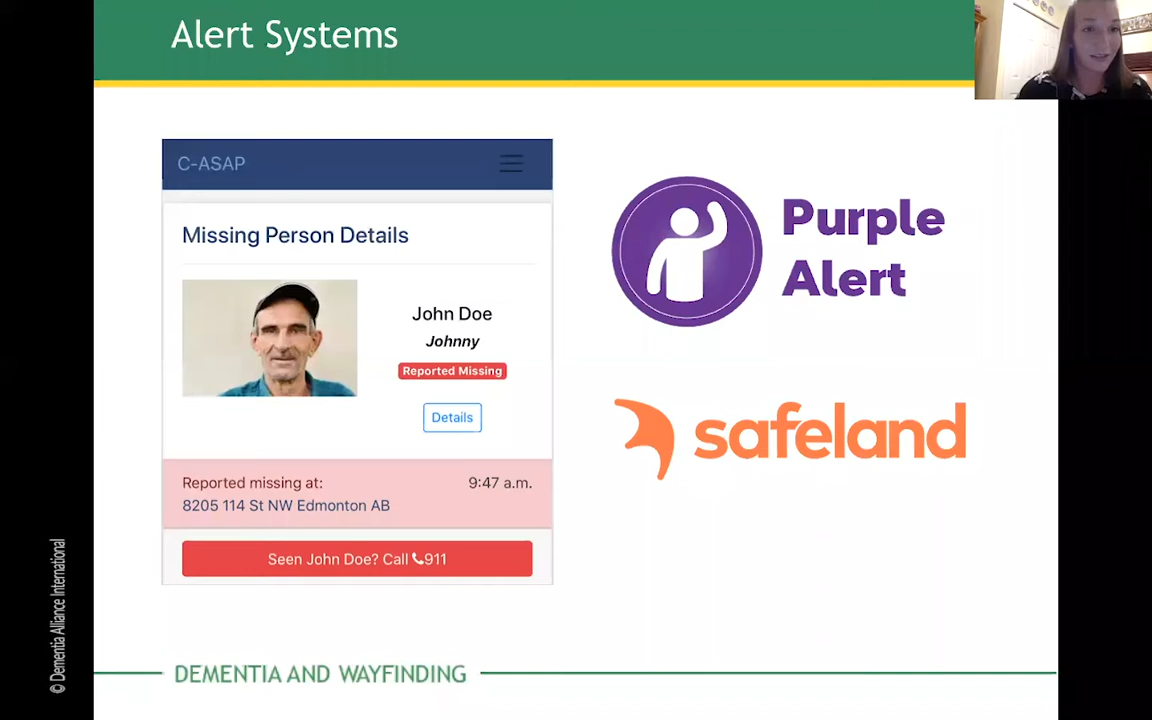 Alert Systems
C-ASAP
Missing Person Details
John Doe
Johnny
Reported Missing
Details
Reported missing at:
9:47 a.m.
8205 114 St NW Edmonton AB
Seen John Doe? Call 911
Purple
Alert
safeland
DEMENTIA AND WAYFINDING
© Dementia Alliance International